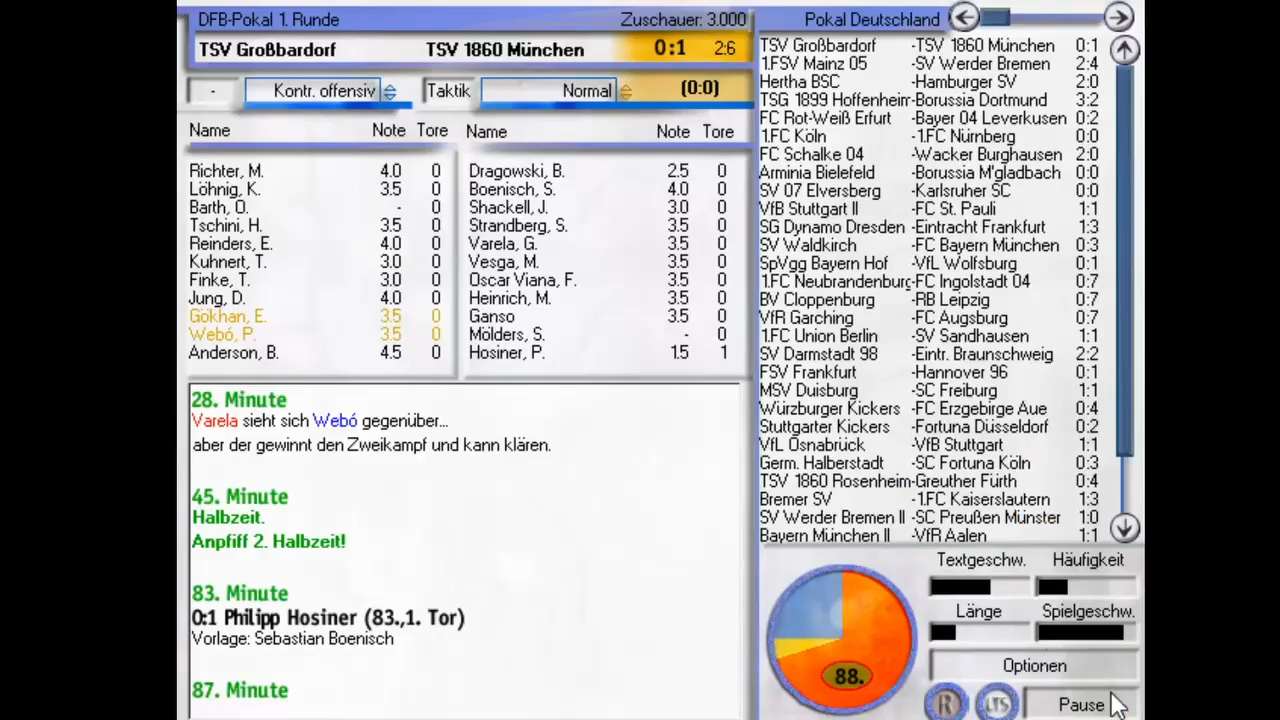 DFB-Pokal 1. Runde Zuschauer: 3.000
TSV Großbardorf TSV 1860 München 0:1 2:6
- Kontr. offensiv Taktik Normal (0:0)
Name Note Tore Name Note Tore
Richter, M. 4.0 0 Dragowski, B. 2.5 0
Löhnig, K. 3.5 0 Boenisch, S. 4.0 0
Barth, O. - 0 Shackell, J. 3.0 0
Tschini, H. 3.5 0 Strandberg, S. 3.5 0
Reinders, E. 4.0 0 Varela, G. 3.5 0
Kuhnert, T. 3.0 0 Vesga, M. 3.5 0
Finke, T. 3.0 0 Oscar Viana, F. 3.5 0
Jung, D. 4.0 0 Heinrich, M. 3.5 0
Gökhan, E. 3.5 0 Ganso 3.5 0
Webó, P. 3.5 0 Mölders, S. - 0
Anderson, B. 4.5 0 Hosiner, P. 1.5 1
28. Minute
Varela sieht sich Webó gegenüber...
aber der gewinnt den Zweikampf und kann klären.
45. Minute
Halbzeit.
Anpfiff 2. Halbzeit!
83. Minute
0:1 Philipp Hosiner (83.,1. Tor)
Vorlage: Sebastian Boenisch
87. Minute
Pokal Deutschland
TSV Großbardorf -TSV 1860 München 0:1
1.FSV Mainz 05 -SV Werder Bremen 2:4
Hertha BSC -Hamburger SV 2:0
TSG 1899 Hoffenheim-Borussia Dortmund 3:2
FC Rot-Weiß Erfurt -Bayer 04 Leverkusen 0:2
1.FC Köln -1.FC Nürnberg 0:0
FC Schalke 04 -Wacker Burghausen 2:0
Arminia Bielefeld -Borussia M'gladbach 0:0
SV 07 Elversberg -Karlsruher SC 0:0
VfB Stuttgart II -FC St. Pauli 1:1
SG Dynamo Dresden -Eintracht Frankfurt 1:3
SV Waldkirch -FC Bayern München 0:3
SpVgg Bayern Hof -VfL Wolfsburg 0:1
1.FC Neubrandenburg-FC Ingolstadt 04 0:7
BV Cloppenburg -RB Leipzig 0:7
VfR Garching -FC Augsburg 0:7
1.FC Union Berlin -SV Sandhausen 1:1
SV Darmstadt 98 -Eintr. Braunschweig 2:2
FSV Frankfurt -Hannover 96 0:1
MSV Duisburg -SC Freiburg 1:1
Würzburger Kickers -FC Erzgebirge Aue 0:4
Stuttgarter Kickers -Fortuna Düsseldorf 0:2
VfL Osnabrück -VfB Stuttgart 1:1
Germ. Halberstadt -SC Fortuna Köln 0:3
TSV 1860 Rosenheim-Greuther Fürth 0:4
Bremer SV -1.FC Kaiserslautern 1:3
SV Werder Bremen II -SC Preußen Münster 1:0
Bayern München II -VfR Aalen 1:1
Textgeschw. Häufigkeit
Länge Spielgeschw.
88.
Optionen
R LTS Pause